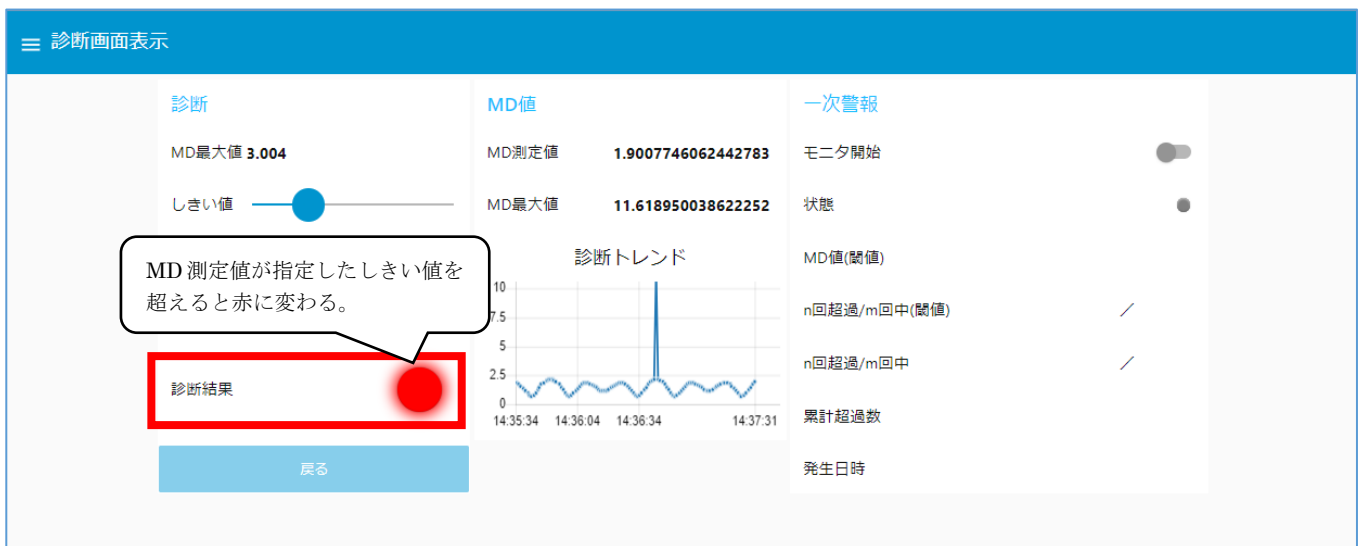 診断画面表示
診断
MD最大値 3.004
しきい値
MD 測定値が指定したしきい値を
超えると赤に変わる。
診断結果
戻る
MD値
MD測定値 1.9007746062442783
MD最大値 11.618950038622252
診断トレンド
10
7.5
5
2.5
0
14:35:34 14:36:04 14:36:34 14:37:31
一次警報
モニタ開始
状態
MD値(閾値)
n回超過/m回中(閾値) /
n回超過/m回中 /
累計超過数
発生日時